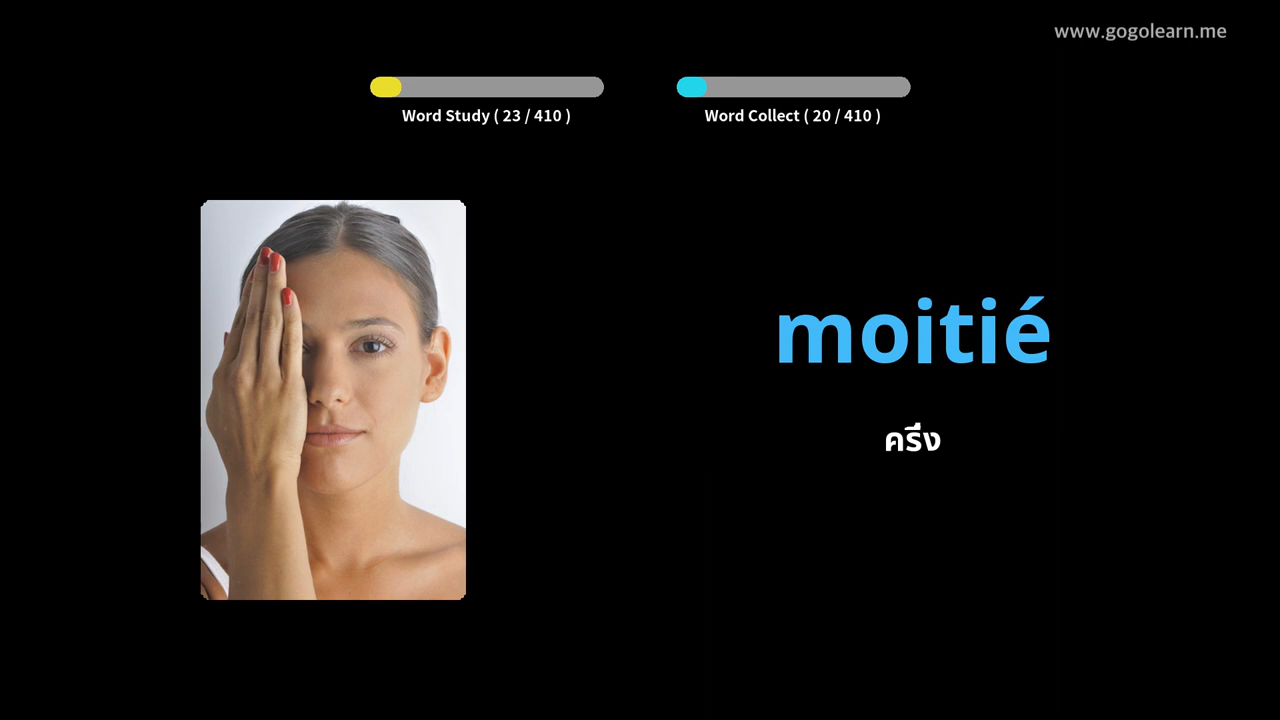 www.gogolearn.me
Word Study ( 23 / 410 )
Word Collect ( 20 / 410 )
moitié
ครึ่ง